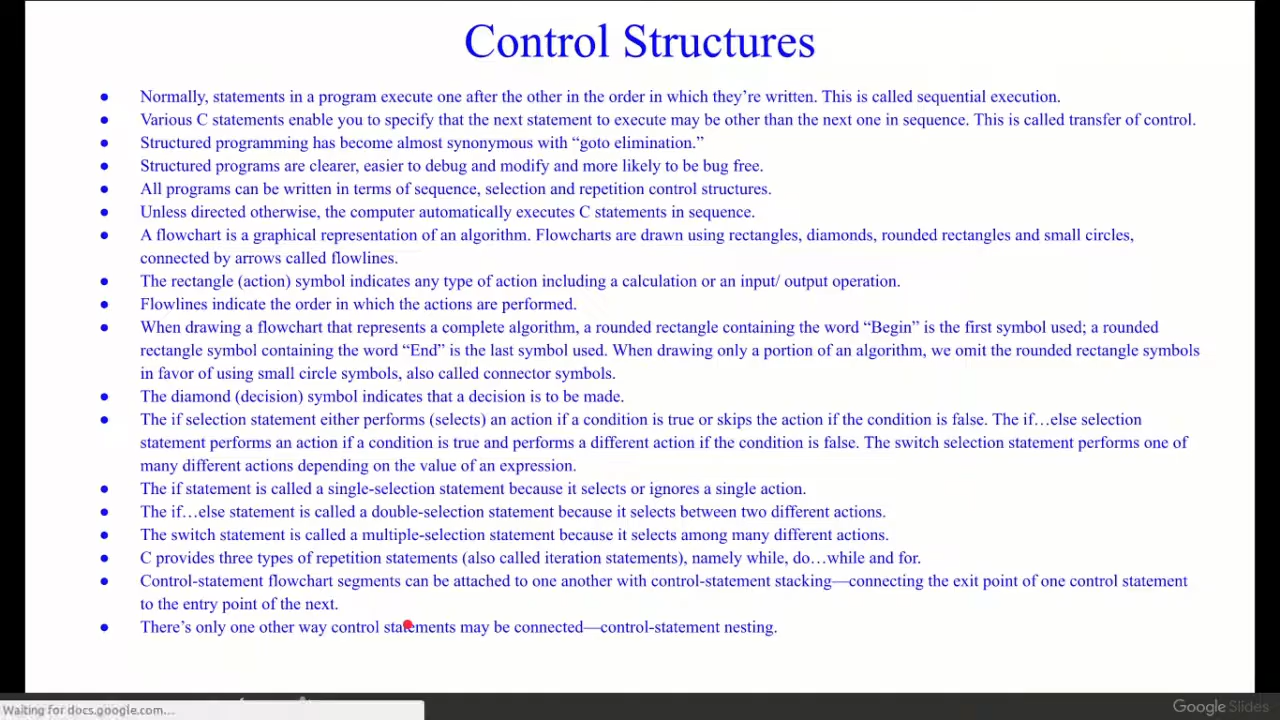 Control Structures
● Normally, statements in a program execute one after the other in the order in which they’re written. This is called sequential execution.
● Various C statements enable you to specify that the next statement to execute may be other than the next one in sequence. This is called transfer of control.
● Structured programming has become almost synonymous with “goto elimination.”
● Structured programs are clearer, easier to debug and modify and more likely to be bug free.
● All programs can be written in terms of sequence, selection and repetition control structures.
● Unless directed otherwise, the computer automatically executes C statements in sequence.
● A flowchart is a graphical representation of an algorithm. Flowcharts are drawn using rectangles, diamonds, rounded rectangles and small circles,
connected by arrows called flowlines.
● The rectangle (action) symbol indicates any type of action including a calculation or an input/ output operation.
● Flowlines indicate the order in which the actions are performed.
● When drawing a flowchart that represents a complete algorithm, a rounded rectangle containing the word “Begin” is the first symbol used; a rounded
rectangle symbol containing the word “End” is the last symbol used. When drawing only a portion of an algorithm, we omit the rounded rectangle symbols
in favor of using small circle symbols, also called connector symbols.
● The diamond (decision) symbol indicates that a decision is to be made.
● The if selection statement either performs (selects) an action if a condition is true or skips the action if the condition is false. The if…else selection
statement performs an action if a condition is true and performs a different action if the condition is false. The switch selection statement performs one of
many different actions depending on the value of an expression.
● The if statement is called a single-selection statement because it selects or ignores a single action.
● The if…else statement is called a double-selection statement because it selects between two different actions.
● The switch statement is called a multiple-selection statement because it selects among many different actions.
● C provides three types of repetition statements (also called iteration statements), namely while, do…while and for.
● Control-statement flowchart segments can be attached to one another with control-statement stacking—connecting the exit point of one control statement
to the entry point of the next.
● There’s only one other way control statements may be connected—control-statement nesting.
Waiting for docs.google.com...
Google Slides